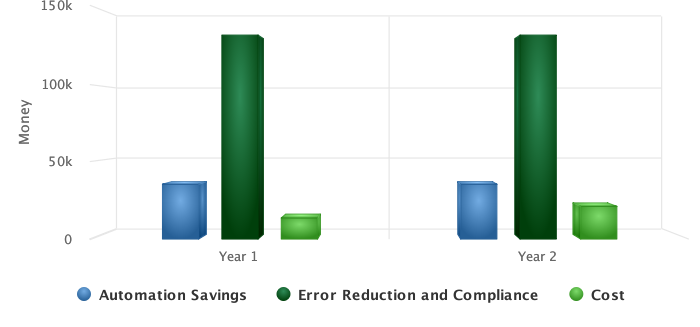 150k
100k
Money
50k
0
Year 1
Year 2
Automation Savings
Error Reduction and Compliance
Cost